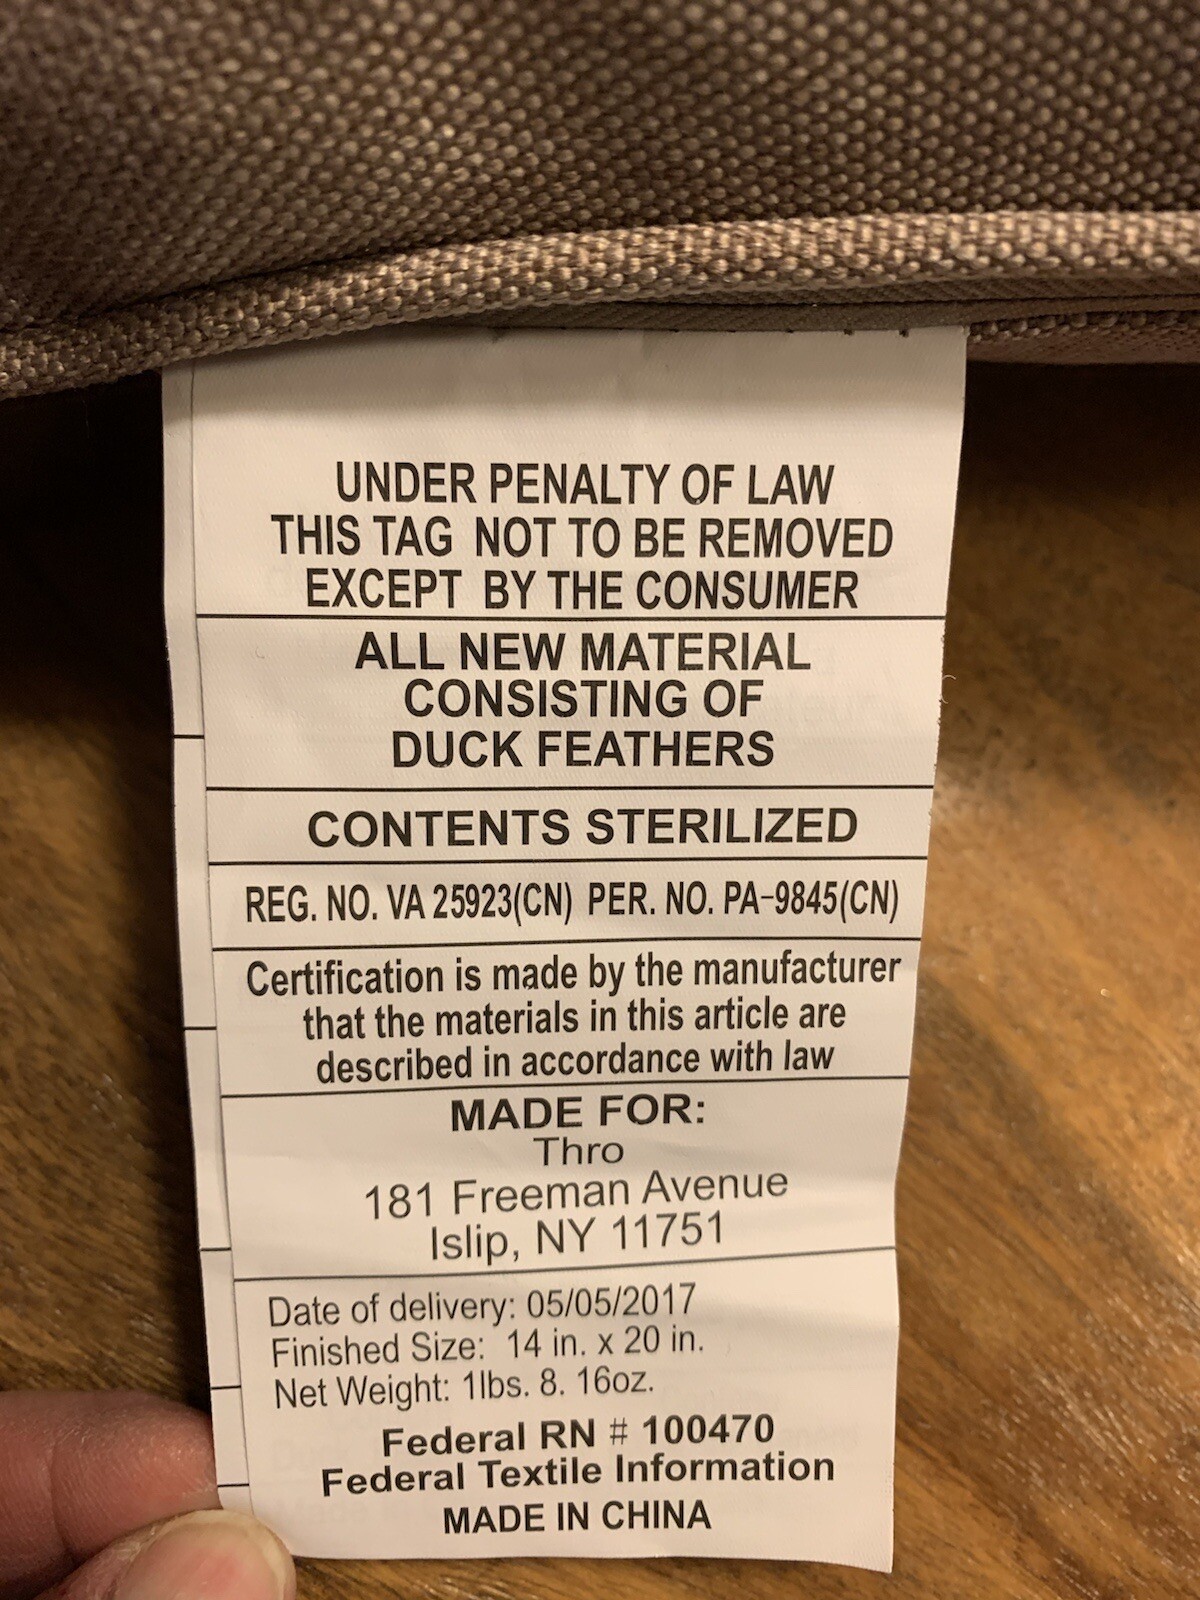 UNDER PENALTY OF LAW
THIS TAG NOT TO BE REMOVED
EXCEPT BY THE CONSUMER
ALL NEW MATERIAL
CONSISTING OF
DUCK FEATHERS
CONTENTS STERILIZED
REG. NO. VA 25923(CN) PER. NO. PA-9845(CN)
Certification is made by the manufacturer
that the materials in this article are
described in accordance with law
MADE FOR:
Thro
181 Freeman Avenue
Islip, NY 11751
Date of delivery: 05/05/2017
Finished Size: 14 in. x 20 in.
Net Weight: 1lbs. 8. 16oz.
Federal RN # 100470
Federal Textile Information
MADE IN CHINA